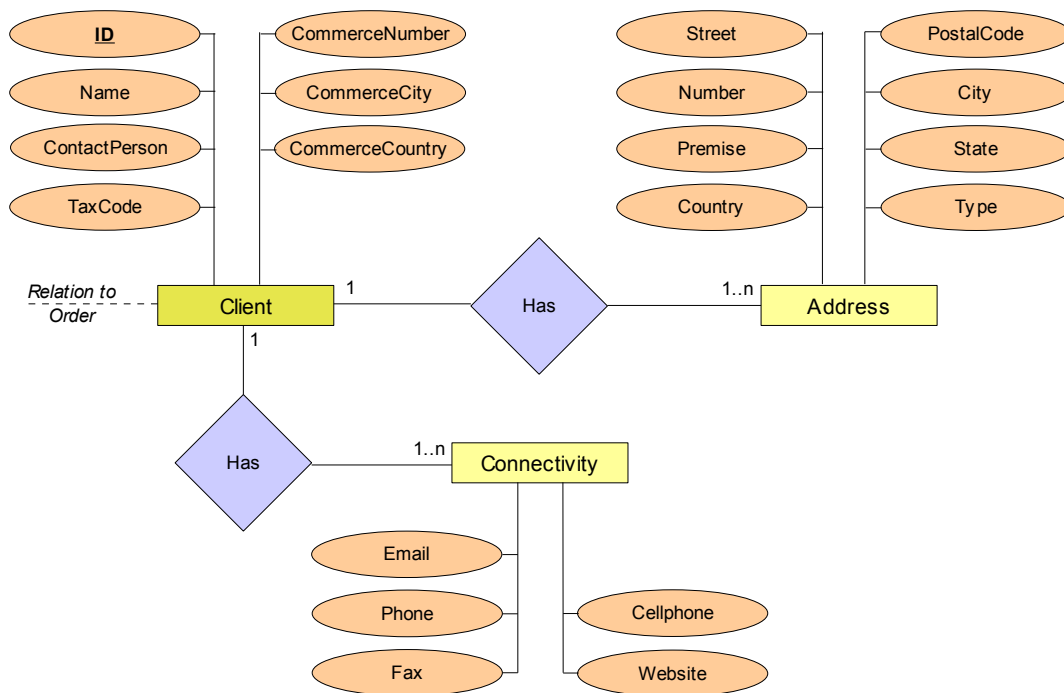 ID
CommerceNumber
Street
PostalCode
Name
CommerceCity
Number
City
ContactPerson
CommerceCountry
Premise
State
TaxCode
Country
Type
Relation to
Order
Client
1
Has
1..n
Address
1
Has
1..n
Connectivity
Email
Phone
Cellphone
Fax
Website